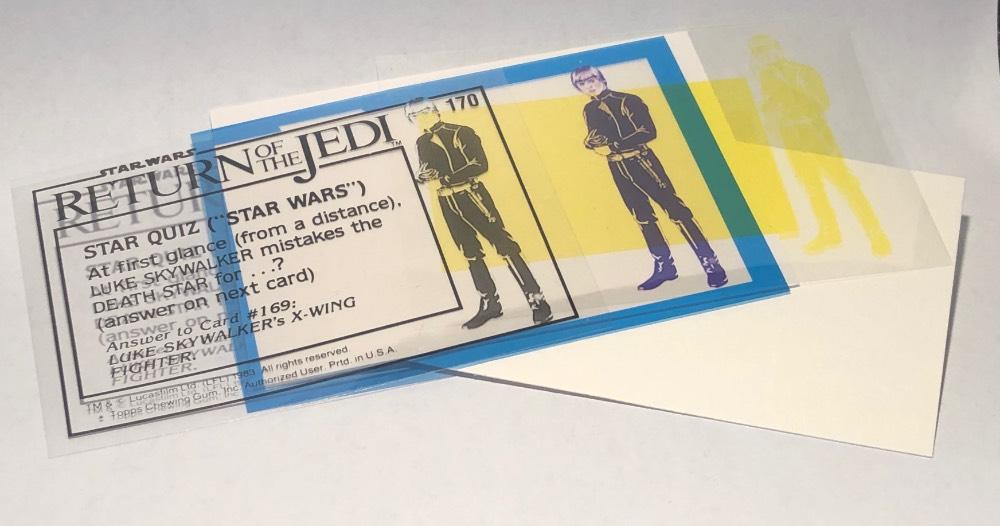 170
STAR WARS
RETURN OF THE JEDI™
STAR QUIZ ("STAR WARS")
At first glance (from a distance),
LUKE SKYWALKER mistakes the
DEATH STAR for . . .?
(answer on next card)
Answer to Card #169:
LUKE SKYWALKER's X-WING
FIGHTER.
TM & © Lucasfilm Ltd. (LFL) 1983 All rights reserved.
* Topps Chewing Gum, Inc. Authorized User. Prtd. in U.S.A.